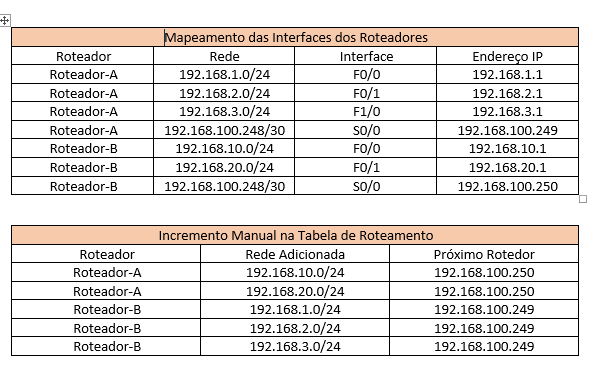 Mapeamento das Interfaces dos Roteadores
Roteador Rede Interface Endereço IP
Roteador-A 192.168.1.0/24 F0/0 192.168.1.1
Roteador-A 192.168.2.0/24 F0/1 192.168.2.1
Roteador-A 192.168.3.0/24 F1/0 192.168.3.1
Roteador-A 192.168.100.248/30 S0/0 192.168.100.249
Roteador-B 192.168.10.0/24 F0/0 192.168.10.1
Roteador-B 192.168.20.0/24 F0/1 192.168.20.1
Roteador-B 192.168.100.248/30 S0/0 192.168.100.250
Incremento Manual na Tabela de Roteamento
Roteador Rede Adicionada Próximo Rotedor
Roteador-A 192.168.10.0/24 192.168.100.250
Roteador-A 192.168.20.0/24 192.168.100.250
Roteador-B 192.168.1.0/24 192.168.100.249
Roteador-B 192.168.2.0/24 192.168.100.249
Roteador-B 192.168.3.0/24 192.168.100.249